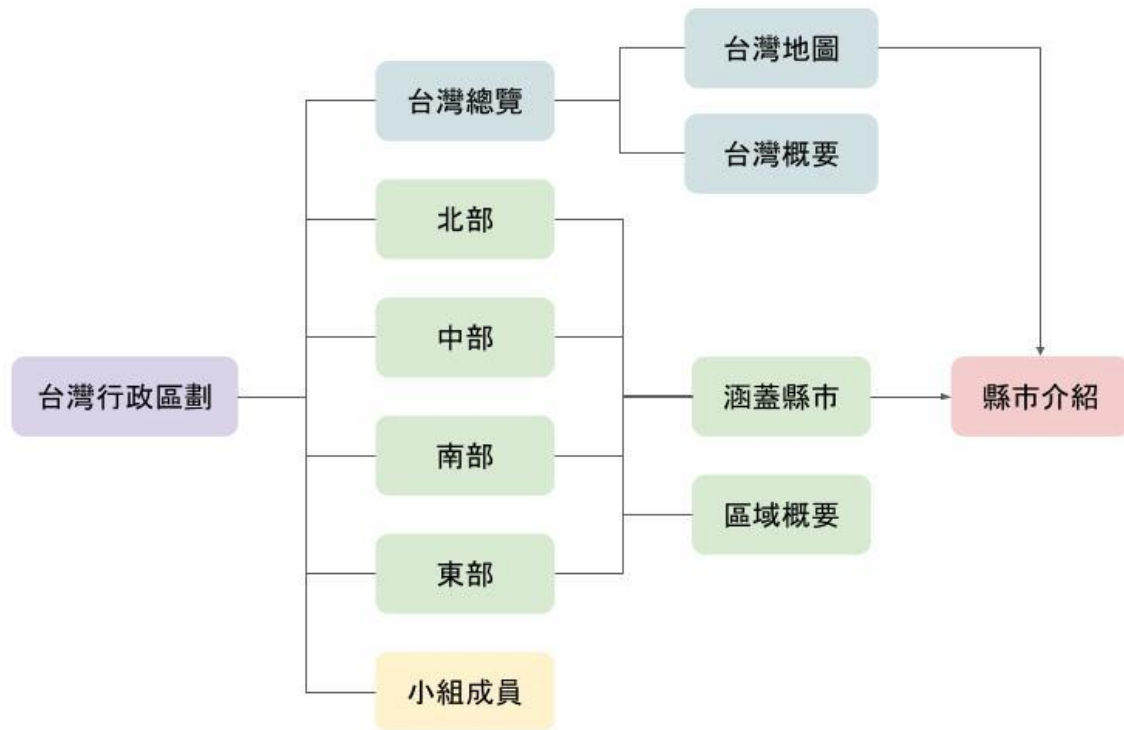 台灣行政區劃
台灣總覽
北部
中部
南部
東部
小組成員
台灣地圖
台灣概要
涵蓋縣市
區域概要
縣市介紹